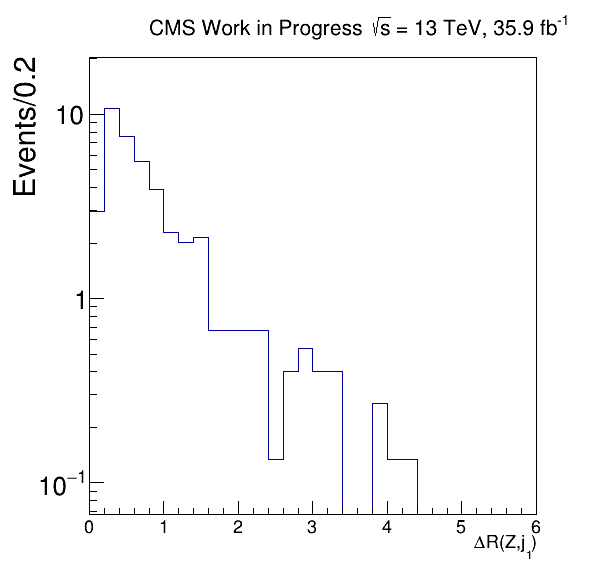 CMS Work in Progress √s = 13 TeV, 35.9 fb⁻¹
Events/0.2
10
1
10⁻¹
0 1 2 3 4 5 6
ΔR(Z,j₁)